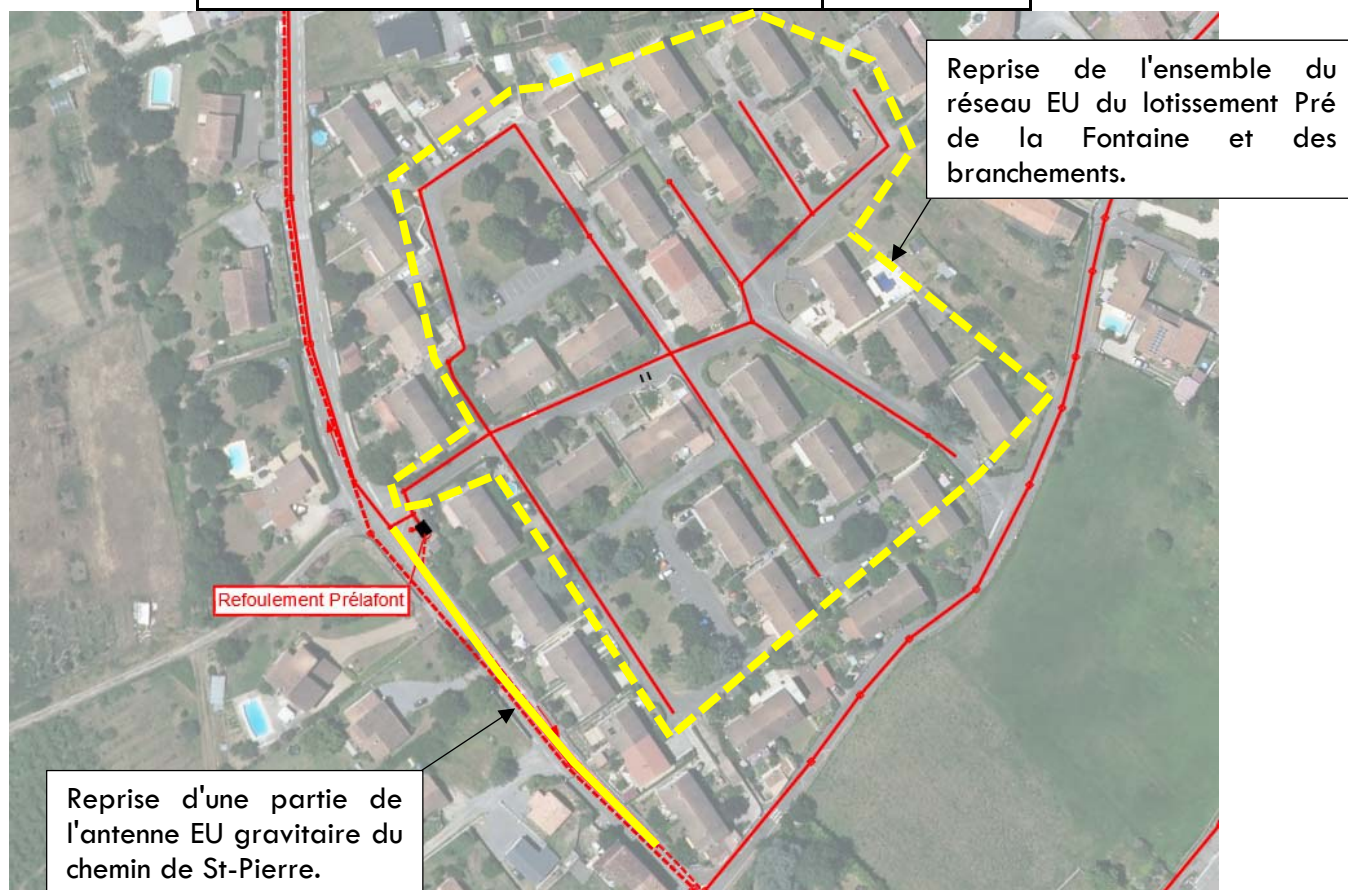 Reprise de l'ensemble du
réseau EU du lotissement Pré
de la Fontaine et des
branchements.
Refoulement Prélafont
Reprise d'une partie de
l'antenne EU gravitaire du
chemin de St-Pierre.